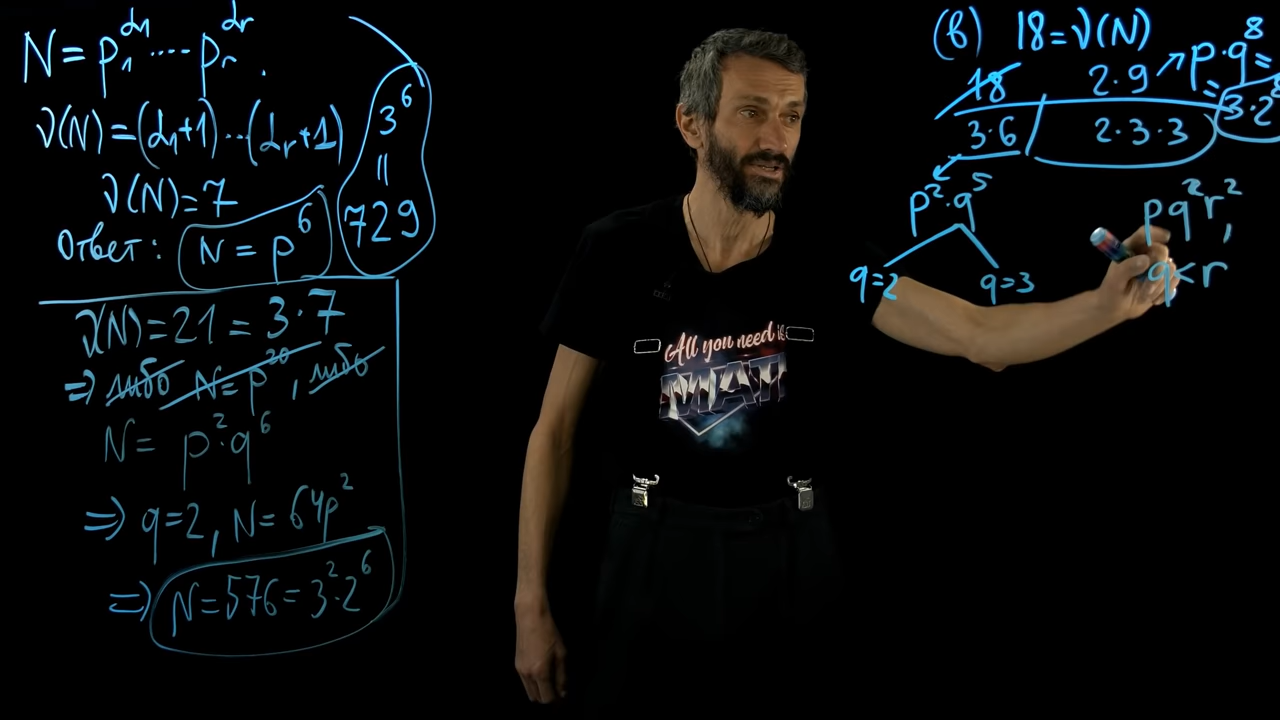 N = p₁^α₁ ····· pᵣ^αᵣ .
ν(N) = (α₁+1)···(αᵣ+1)
ν(N) = 7
Ответ: N = p⁶
3⁶
=
729
ν(N) = 21 = 3·7
⇒ либо N = p²⁰, либо
N = p²·q⁶
⇒ q=2, N = 64p²
⇒ N = 576 = 3²·2⁶
All you need is
MATH
(в) 18 = ν(N)
18 2·9 ↗ p·q⁸ =
3·6 2·3·3 = 3·2⁸
p²·q⁵
q=2 q=3
pq²r²,
q<r